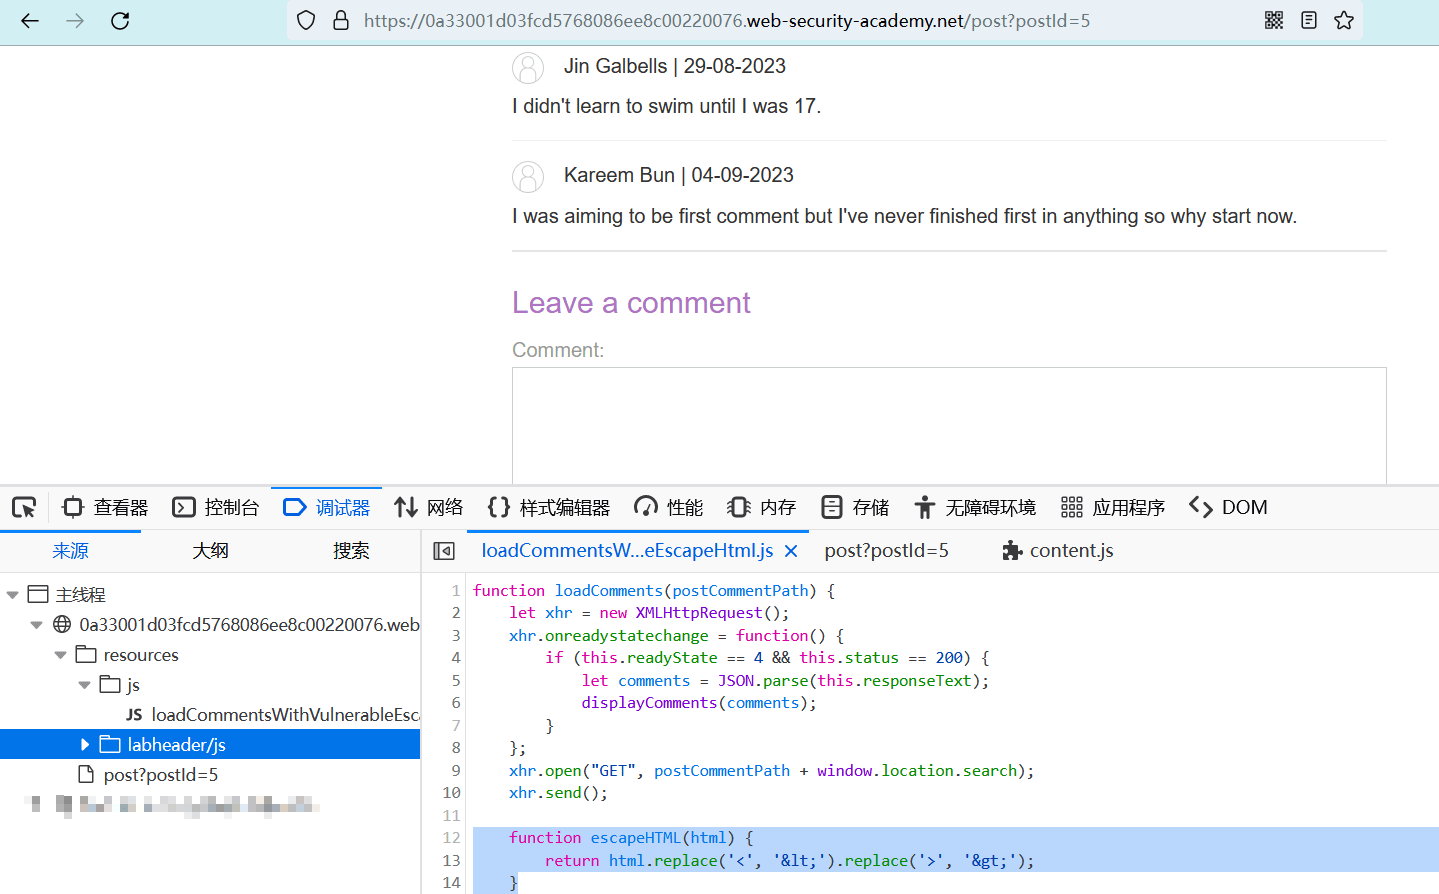 https://0a33001d03fcd5768086ee8c00220076.web-security-academy.net/post?postId=5
Jin Galbells | 29-08-2023
I didn't learn to swim until I was 17.
Kareem Bun | 04-09-2023
I was aiming to be first comment but I've never finished first in anything so why start now.
Leave a comment
Comment:
查看器 控制台 调试器 网络 {} 样式编辑器 性能 内存 存储 无障碍环境 应用程序 DOM
来源 大纲 搜索 loadCommentsW...eEscapeHtml.js post?postId=5 content.js
主线程
0a33001d03fcd5768086ee8c00220076.web
resources
js
JS loadCommentsWithVulnerableEsc
labheader/js
post?postId=5
1 function loadComments(postCommentPath) {
2     let xhr = new XMLHttpRequest();
3     xhr.onreadystatechange = function() {
4         if (this.readyState == 4 && this.status == 200) {
5             let comments = JSON.parse(this.responseText);
6             displayComments(comments);
7         }
8     };
9     xhr.open("GET", postCommentPath + window.location.search);
10     xhr.send();
11
12     function escapeHTML(html) {
13         return html.replace('<', '&lt;').replace('>', '&gt;');
14     }